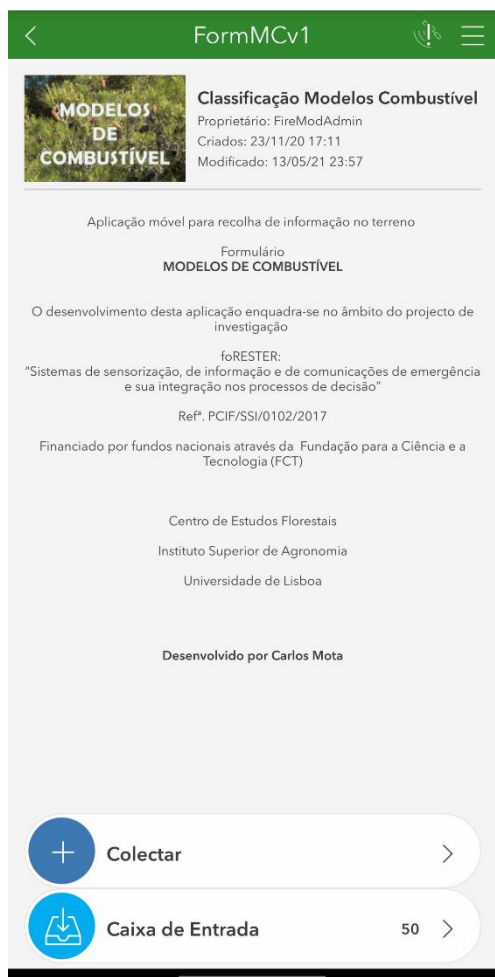 FormMCv1
MODELOS
DE
COMBUSTÍVEL
Classificação Modelos Combustível
Proprietário: FireModAdmin
Criados: 23/11/20 17:11
Modificado: 13/05/21 23:57
Aplicação móvel para recolha de informação no terreno
Formulário
MODELOS DE COMBUSTÍVEL
O desenvolvimento desta aplicação enquadra-se no âmbito do projecto de
investigação
foRESTER:
"Sistemas de sensorização, de informação e de comunicações de emergência
e sua integração nos processos de decisão"
Refª. PCIF/SSI/0102/2017
Financiado por fundos nacionais através da Fundação para a Ciência e a
Tecnologia (FCT)
Centro de Estudos Florestais
Instituto Superior de Agronomia
Universidade de Lisboa
Desenvolvido por Carlos Mota
Colectar
Caixa de Entrada 50